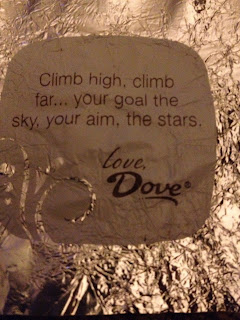 Climb high, climb
far... your goal the
sky, your aim, the stars.
Love,
Dove®